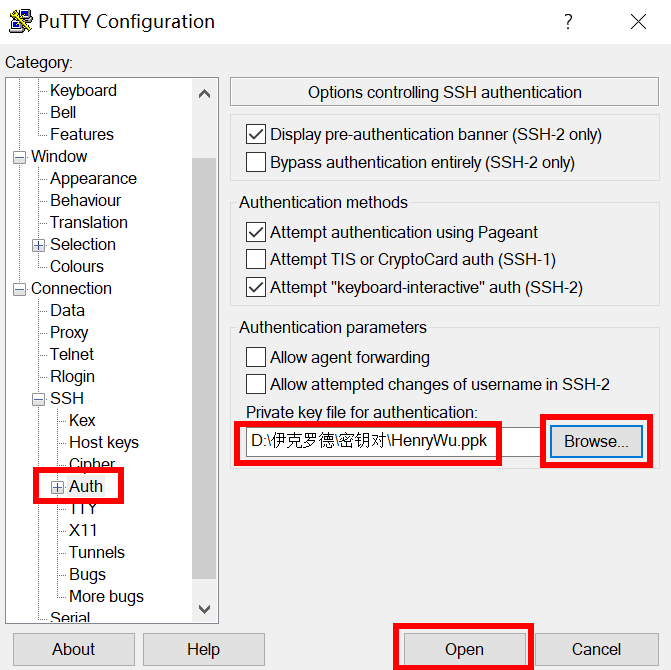 PuTTY Configuration
Category:
Keyboard
Bell
Features
Window
Appearance
Behaviour
Translation
Selection
Colours
Connection
Data
Proxy
Telnet
Rlogin
SSH
Kex
Host keys
Cipher
Auth
TTY
X11
Tunnels
Bugs
More bugs
Serial
Options controlling SSH authentication
Display pre-authentication banner (SSH-2 only)
Bypass authentication entirely (SSH-2 only)
Authentication methods
Attempt authentication using Pageant
Attempt TIS or CryptoCard auth (SSH-1)
Attempt "keyboard-interactive" auth (SSH-2)
Authentication parameters
Allow agent forwarding
Allow attempted changes of username in SSH-2
Private key file for authentication:
D:\伊克罗德\密钥对\HenryWu.ppk
Browse...
About
Help
Open
Cancel